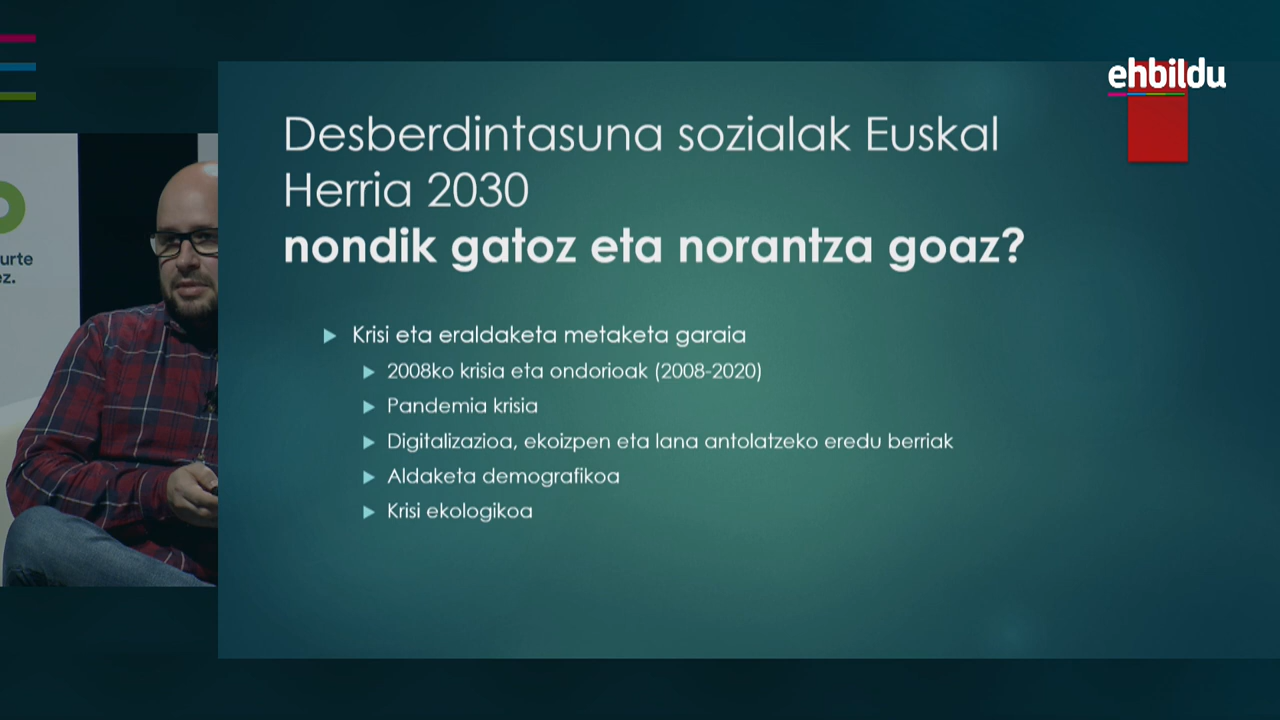 ehbildu
Desberdintasuna sozialak Euskal
Herria 2030
nondik gatoz eta norantza goaz?
Krisi eta eraldaketa metaketa garaia
2008ko krisia eta ondorioak (2008-2020)
Pandemia krisia
Digitalizazioa, ekoizpen eta lana antolatzeko eredu berriak
Aldaketa demografikoa
Krisi ekologikoa
urte
ez.